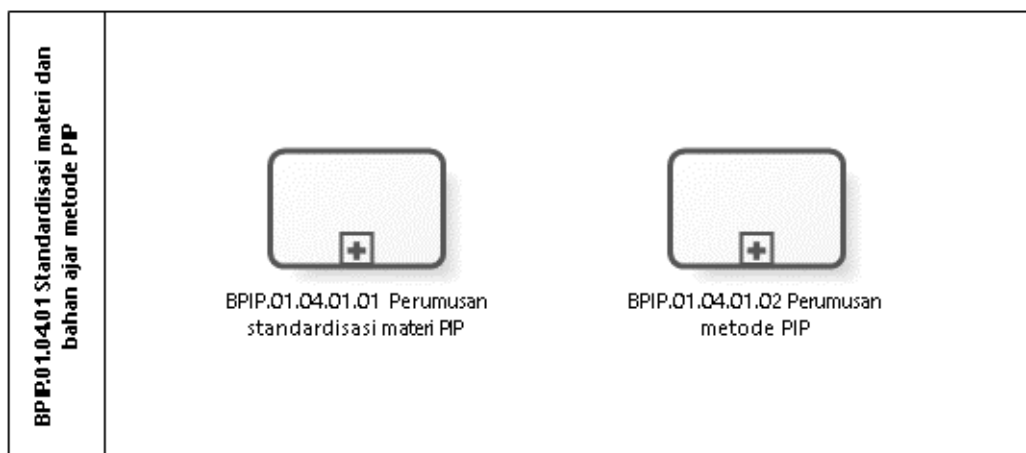 BPIP.01.04.01 Standardisasi materi dan
bahan ajar metode PIP
BPIP.01.04.01.01 Perumusan
standardisasi materi PIP
BPIP.01.04.01.02 Perumusan
metode PIP